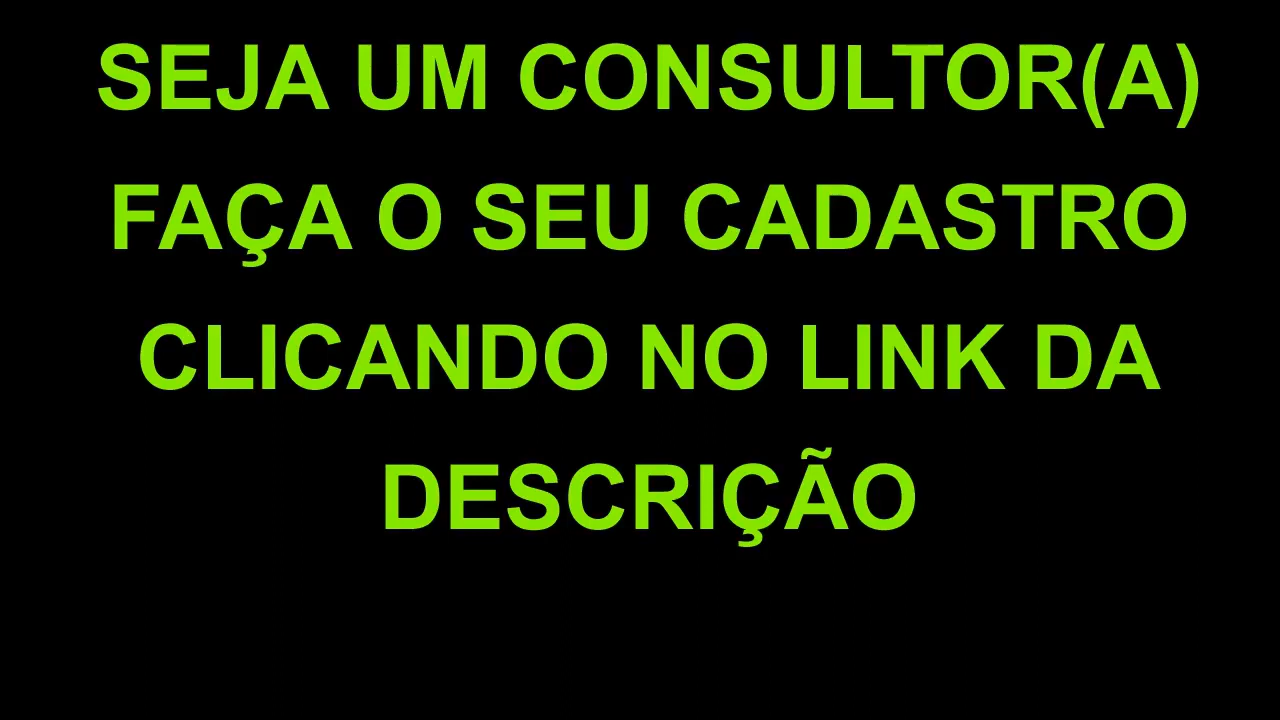 SEJA UM CONSULTOR(A)
FAÇA O SEU CADASTRO
CLICANDO NO LINK DA
DESCRIÇÃO